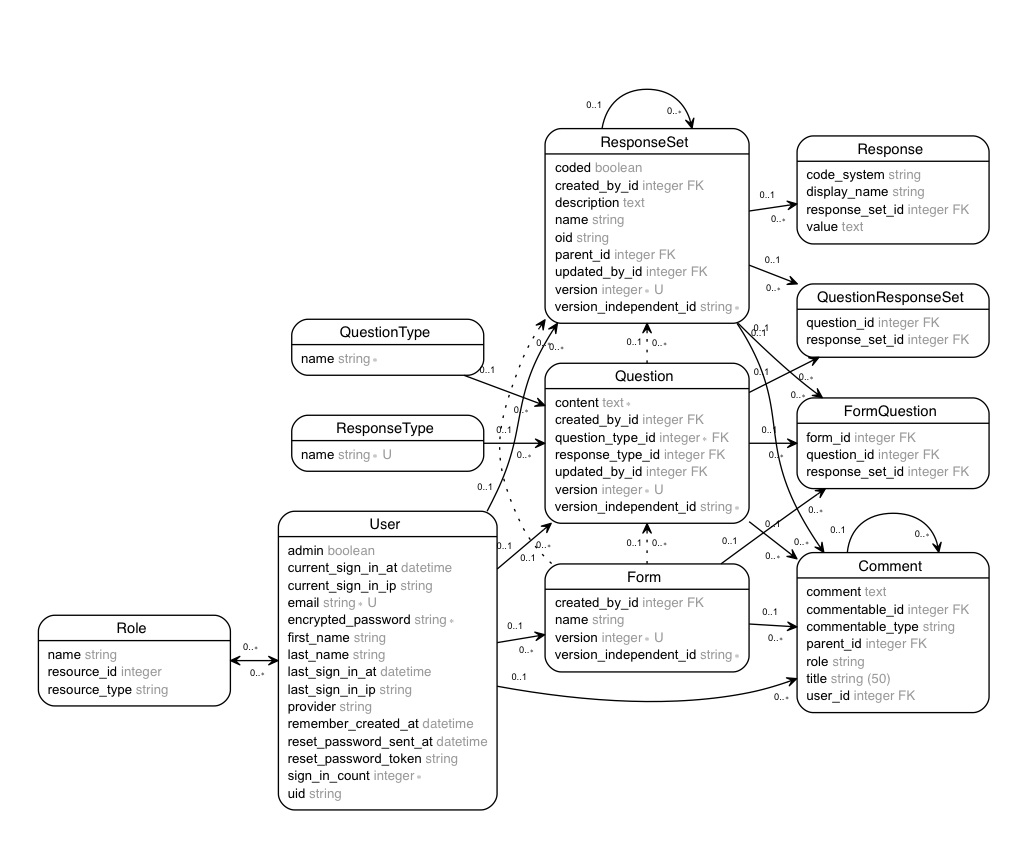 ResponseSet
coded boolean
created_by_id integer FK
description text
name string
oid string
parent_id integer FK
updated_by_id integer FK
version integer∗ U
version_independent_id string∗
Response
code_system string
display_name string
response_set_id integer FK
value text
QuestionResponseSet
question_id integer FK
response_set_id integer FK
QuestionType
name string∗
ResponseType
name string∗ U
Question
content text∗
created_by_id integer FK
question_type_id integer∗ FK
response_type_id integer FK
updated_by_id integer FK
version integer∗ U
version_independent_id string∗
FormQuestion
form_id integer FK
question_id integer FK
response_set_id integer FK
User
admin boolean
current_sign_in_at datetime
current_sign_in_ip string
email string∗ U
encrypted_password string∗
first_name string
last_name string
last_sign_in_at datetime
last_sign_in_ip string
provider string
remember_created_at datetime
reset_password_sent_at datetime
reset_password_token string
sign_in_count integer∗
uid string
Form
created_by_id integer FK
name string
version integer∗ U
version_independent_id string∗
Comment
comment text
commentable_id integer FK
commentable_type string
parent_id integer FK
role string
title string (50)
user_id integer FK
Role
name string
resource_id integer
resource_type string
0..1
0..∗
0..1
0..∗
0..1
0..∗
0..1
0..∗
0..1
0..∗
0..1
0..∗
0..1
0..∗
0..1
0..∗
0..1
0..∗
0..1
0..∗
0..1
0..∗
0..1
0..∗
0..1
0..∗
0..∗
0..∗